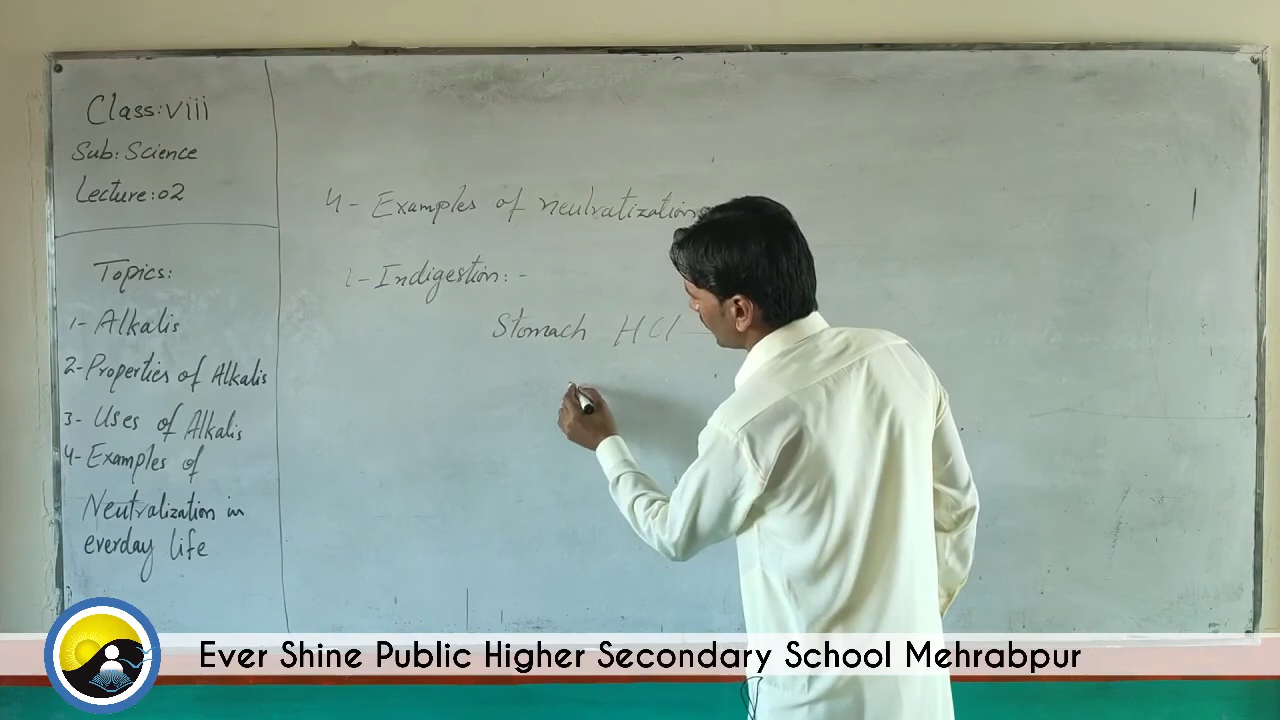 Class: viii
Sub: Science
Lecture: 02
Topics:
1- Alkalis
2- Properties of Alkalis
3- Uses of Alkalis
4- Examples of
Neutralization in
everday life
4- Examples of neulratization
1- Indigestion:-
Stomach HCl
Ever Shine Public Higher Secondary School Mehrabpur